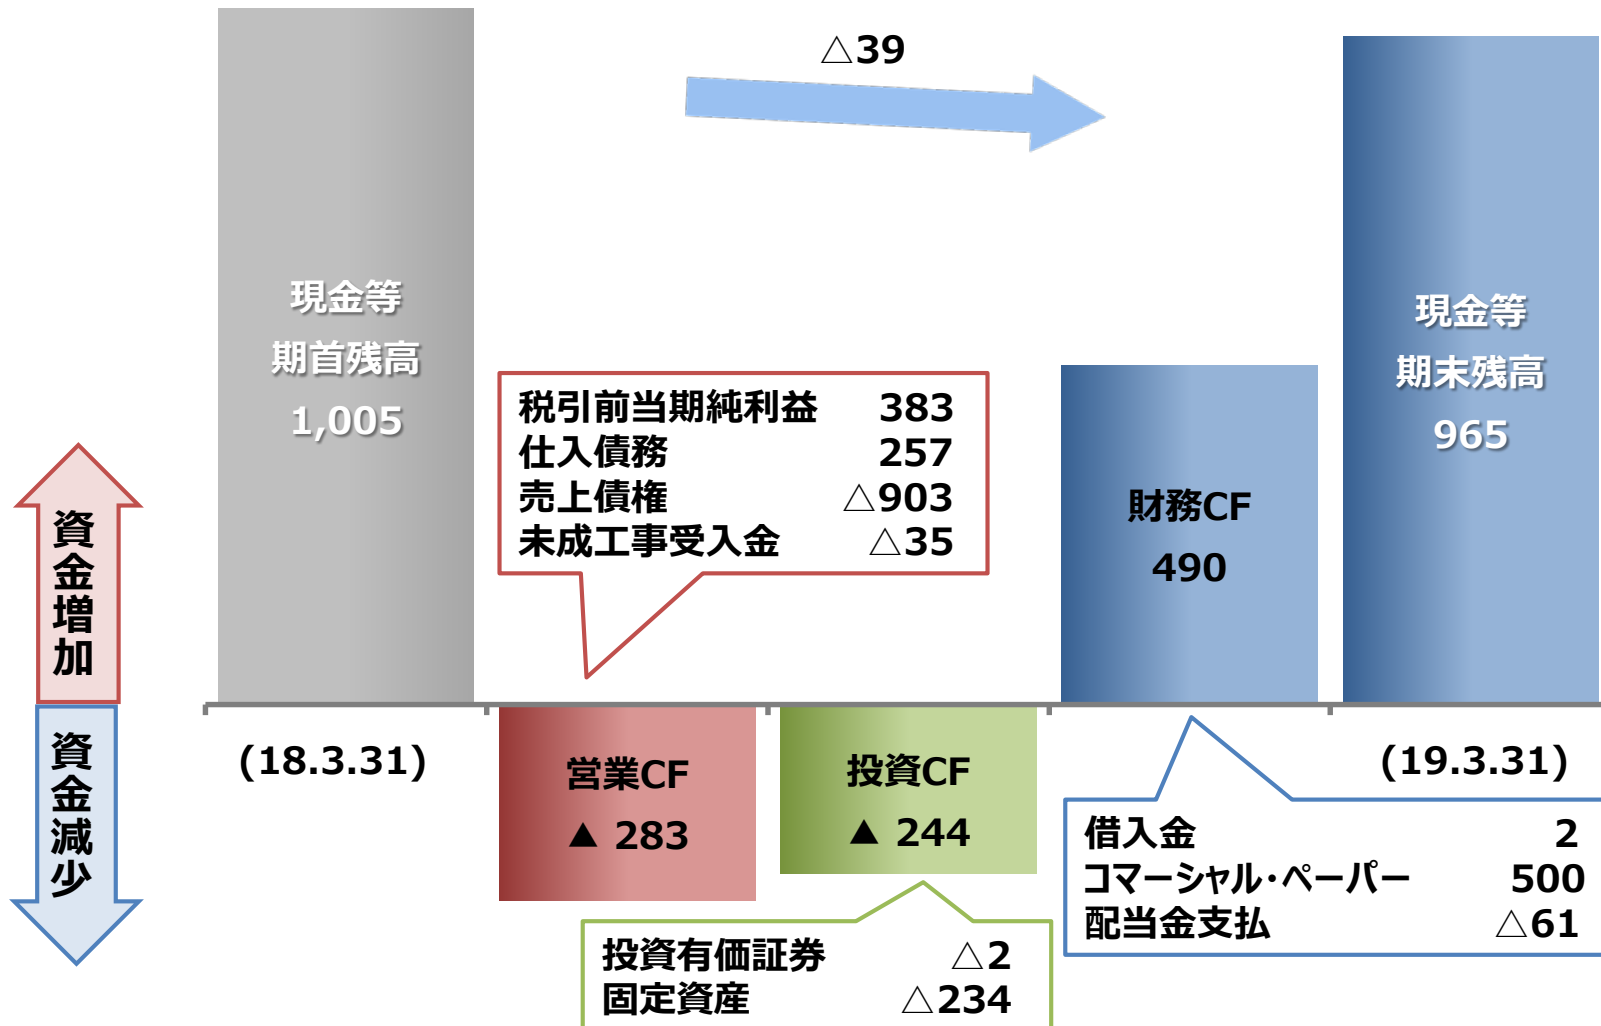 △39
現金等
期首残高
1,005
現金等
期末残高
965
税引前当期純利益 383
仕入債務 257
売上債権 △903
未成工事受入金 △35
財務CF
490
資金増加
資金減少
(18.3.31)
営業CF
▲ 283
投資CF
▲ 244
(19.3.31)
借入金 2
コマーシャル・ペーパー 500
配当金支払 △61
投資有価証券 △2
固定資産 △234